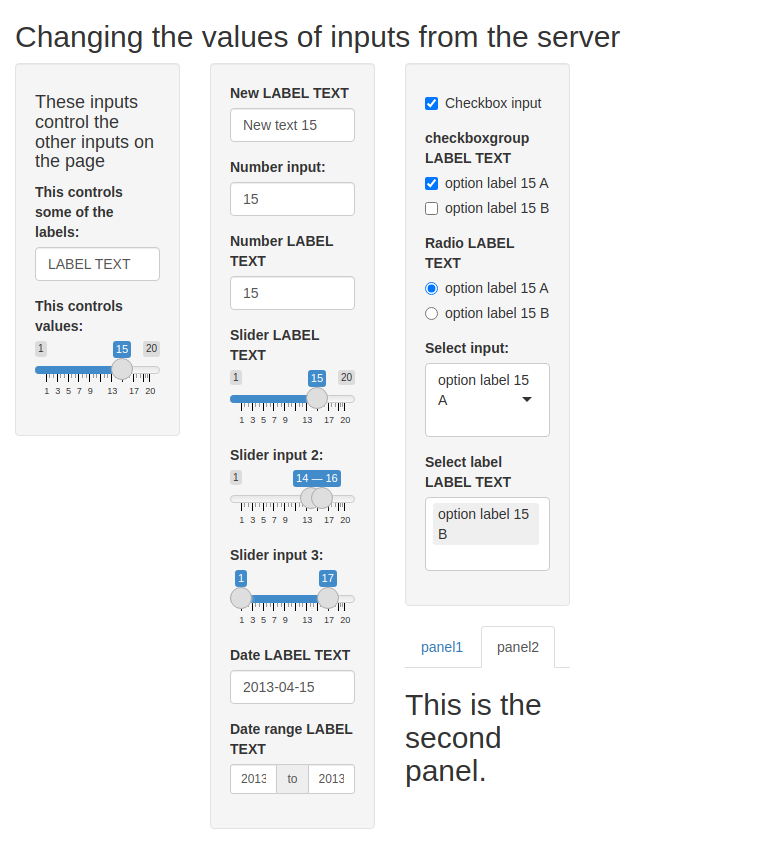 Changing the values of inputs from the server
These inputs
control the
other inputs on
the page
This controls
some of the
labels:
LABEL TEXT
This controls
values:
1 15 20
1 3 5 7 9 13 17 20
New LABEL TEXT
New text 15
Number input:
15
Number LABEL
TEXT
15
Slider LABEL
TEXT
1 15 20
1 3 5 7 9 13 17 20
Slider input 2:
1 14 — 16
1 3 5 7 9 13 17 20
Slider input 3:
1 17
1 3 5 7 9 13 17 20
Date LABEL TEXT
2013-04-15
Date range LABEL
TEXT
2013 to 2013
Checkbox input
checkboxgroup
LABEL TEXT
option label 15 A
option label 15 B
Radio LABEL
TEXT
option label 15 A
option label 15 B
Select input:
option label 15
A
Select label
LABEL TEXT
option label 15
B
panel1 panel2
This is the
second
panel.